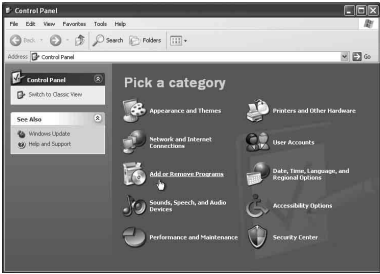 Control Panel
File Edit View Favorites Tools Help
Back Search Folders
Address Control Panel Go
Control Panel
Switch to Classic View
See Also
Windows Update
Help and Support
Pick a category
Appearance and Themes
Printers and Other Hardware
Network and Internet
Connections
User Accounts
Add or Remove Programs
Date, Time, Language, and
Regional Options
Sounds, Speech, and Audio
Devices
Accessibility Options
Performance and Maintenance
Security Center